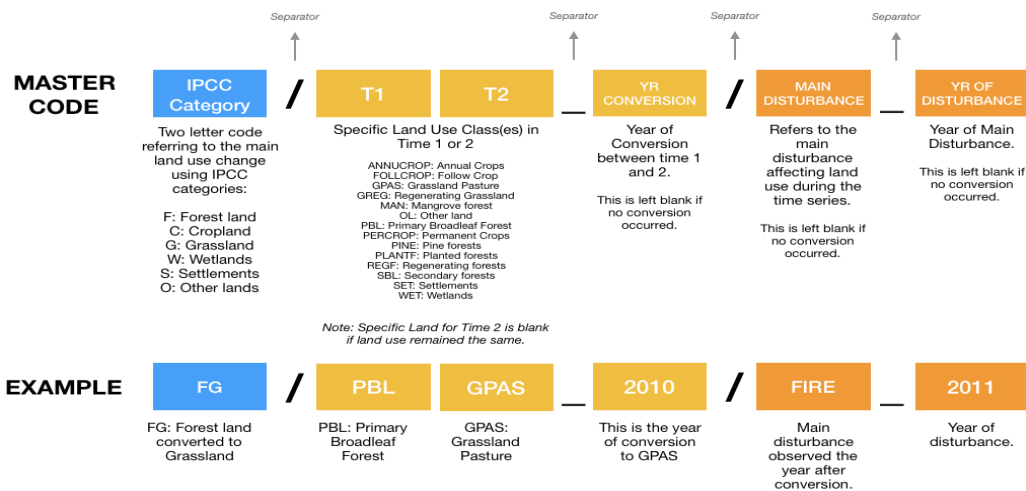 Separator
Separator
Separator
Separator
MASTER
CODE
IPCC
Category
/
T1
T2
_
YR
CONVERSION
/
MAIN
DISTURBANCE
_
YR OF
DISTURBANCE
Two letter code
referring to the main
land use change
using IPCC
categories:
F: Forest land
C: Cropland
G: Grassland
W: Wetlands
S: Settlements
O: Other lands
Specific Land Use Class(es) in
Time 1 or 2
ANNUCROP: Annual Crops
FOLLCROP: Follow Crop
GPAS: Grassland Pasture
GREG: Regenerating Grassland
MAN: Mangrove forest
OL: Other land
PBL: Primary Broadleaf Forest
PERCROP: Permanent Crops
PINE: Pine forests
PLANTF: Planted forests
REGF: Regenerating forests
SBL: Secondary forests
SET: Settlements
WET: Wetlands
Note: Specific Land for Time 2 is blank
if land use remained the same.
Year of
Conversion
between time 1
and 2.
This is left blank if
no conversion
occurred.
Refers to the
main
disturbance
affecting land
use during the
time series.
This is left blank if
no conversion
occurred.
Year of Main
Disturbance.
This is left blank if
no conversion
occurred.
EXAMPLE
FG
/
PBL
GPAS
_
2010
/
FIRE
_
2011
FG: Forest land
converted to
Grassland
PBL: Primary
Broadleaf
Forest
GPAS:
Grassland
Pasture
This is the year
of conversion
to GPAS
Main
disturbance
observed the
year after
conversion.
Year of
disturbance.